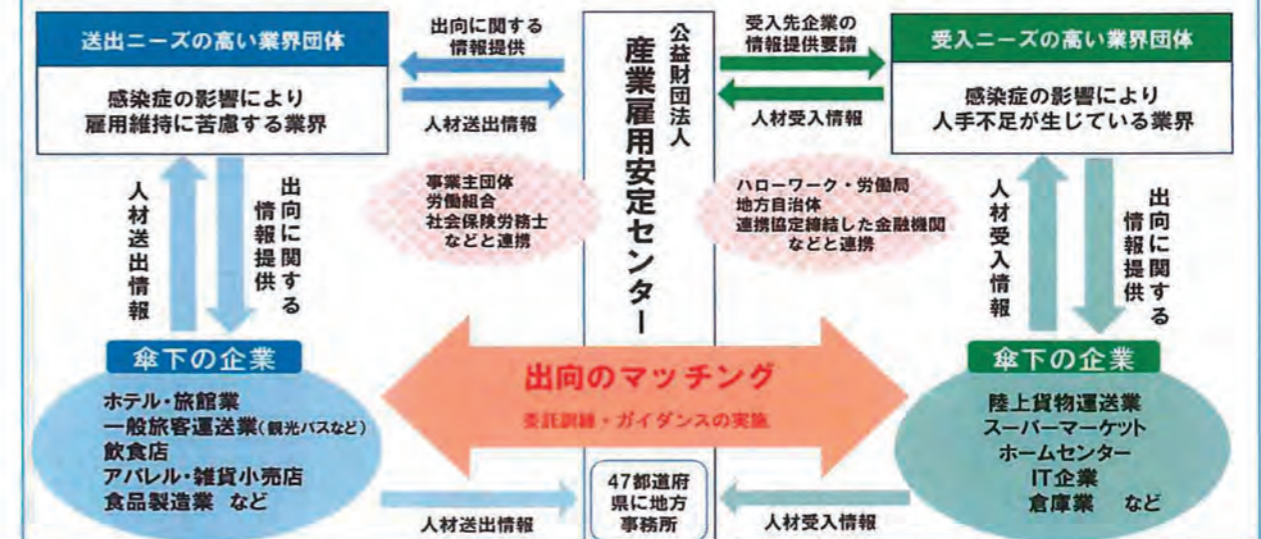 送出ニーズの高い業界団体
感染症の影響により
雇用維持に苦慮する業界
出向に関する
情報提供
人材送出情報
公益財団法人
産業雇用安定センター
受入先企業の
情報提供要請
人材受入情報
受入ニーズの高い業界団体
感染症の影響により
人手不足が生じている業界
人材送出情報
出向に関する
情報提供
事業主団体
労働組合
社会保険労務士
などと連携
ハローワーク・労働局
地方自治体
連携協定締結した金融機関
などと連携
人材受入情報
出向に関する
情報提供
傘下の企業
ホテル・旅館業
一般旅客運送業(観光バスなど)
飲食店
アパレル・雑貨小売店
食品製造業 など
出向のマッチング
委託訓練・ガイダンスの実施
傘下の企業
陸上貨物運送業
スーパーマーケット
ホームセンター
IT企業
倉庫業 など
人材送出情報
47都道府
県に地方
事務所
人材受入情報